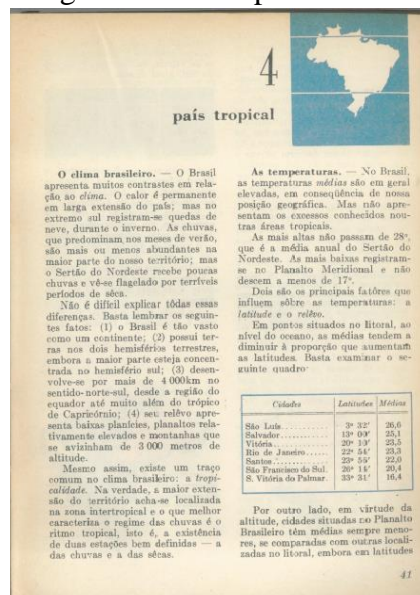 4
país tropical
O clima brasileiro. — O Brasil
apresenta muitos contrastes em rela-
ção ao clima. O calor é permanente
em larga extensão do país; mas no
extremo sul registram-se quedas de
neve, durante o inverno. As chuvas,
que predominam nos meses de verão,
são mais ou menos abundantes na
maior parte do nosso território; mas
o Sertão do Nordeste recebe poucas
chuvas e vê-se flagelado por terríveis
períodos de sêca.
Não é difícil explicar tôdas essas
diferenças. Basta lembrar os seguin-
tes fatos: (1) o Brasil é tão vasto
como um continente; (2) possui ter-
ras nos dois hemisférios terrestres,
embora a maior parte esteja concen-
trada no hemisfério sul; (3) desen-
volve-se por mais de 4 000km no
sentido norte-sul, desde a região do
equador até muito além do trópico
de Capricórnio; (4) seu relêvo apre-
senta baixas planícies, planaltos rela-
tivamente elevados e montanhas que
se avizinham de 3 000 metros de
altitude.
Mesmo assim, existe um traço
comum no clima brasileiro: a tropi-
calidade. Na verdade, a maior exten-
são do território acha-se localizada
na zona intertropical e o que melhor
caracteriza o regime das chuvas é o
ritmo tropical, isto é, a existência
de duas estações bem definidas — a
das chuvas e a das sêcas.
As temperaturas. — No Brasil,
as temperaturas médias são em geral
elevadas, em conseqüência de nossa
posição geográfica. Mas não apre-
sentam os excessos conhecidos nou-
tras áreas tropicais.
As mais altas não passam de 28°,
que é a média anual do Sertão do
Nordeste. As mais baixas registram-
se no Planalto Meridional e não
descem a menos de 17°.
Dois são os principais fatôres que
influem sôbre as temperaturas: a
latitude e o relêvo.
Em pontos situados no litoral, ao
nível do oceano, as médias tendem a
diminuir à proporção que aumentam
as latitudes. Basta examinar o se-
guinte quadro:
Cidades Latitudes Médias
São Luís 3° 32' 26,6
Salvador 13° 00' 25,1
Vitória 20° 19' 23,5
Rio de Janeiro 22° 54' 23,3
Santos 23° 55' 22,0
São Francisco do Sul 26° 14' 20,4
S. Vitória do Palmar 33° 31' 16,4
Por outro lado, em virtude da
altitude, cidades situadas no Planalto
Brasileiro têm médias sempre meno-
res, se comparadas com outras locali-
zadas no litoral, embora em latitudes
41